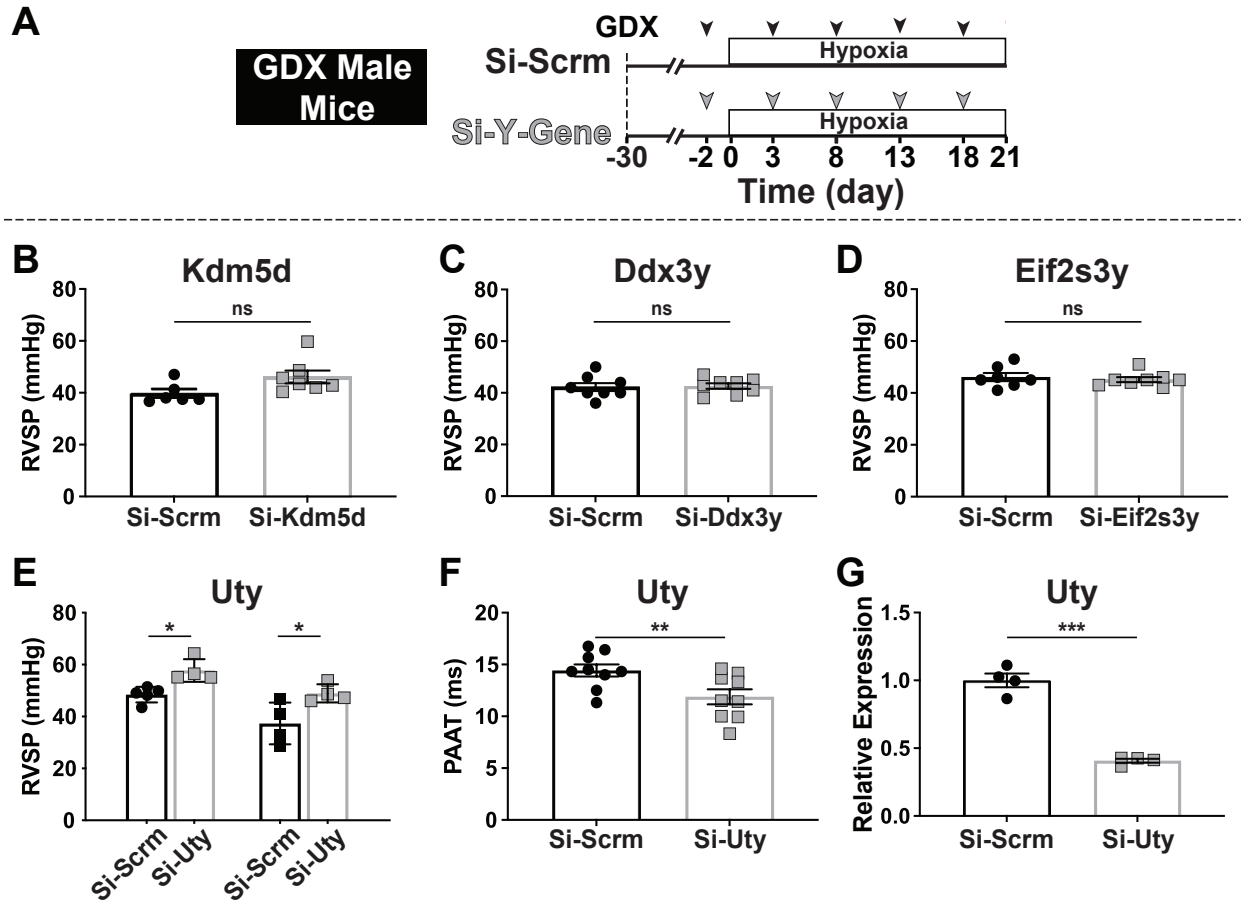 A
GDX Male
Mice
GDX
Si-Scrm
Hypoxia
Si-Y-Gene
Hypoxia
-30 -2 0 3 8 13 18 21
Time (day)
B
Kdm5d
RVSP (mmHg)
80
60
40
20
0
ns
Si-Scrm Si-Kdm5d
C
Ddx3y
RVSP (mmHg)
80
60
40
20
0
ns
Si-Scrm Si-Ddx3y
D
Eif2s3y
RVSP (mmHg)
80
60
40
20
0
ns
Si-Scrm Si-Eif2s3y
E
Uty
RVSP (mmHg)
80
60
40
20
0
* *
Si-Scrm Si-Uty Si-Scrm Si-Uty
F
Uty
PAAT (ms)
20
15
10
5
0
**
Si-Scrm Si-Uty
G
Uty
Relative Expression
1.5
1.0
0.5
0.0
***
Si-Scrm Si-Uty